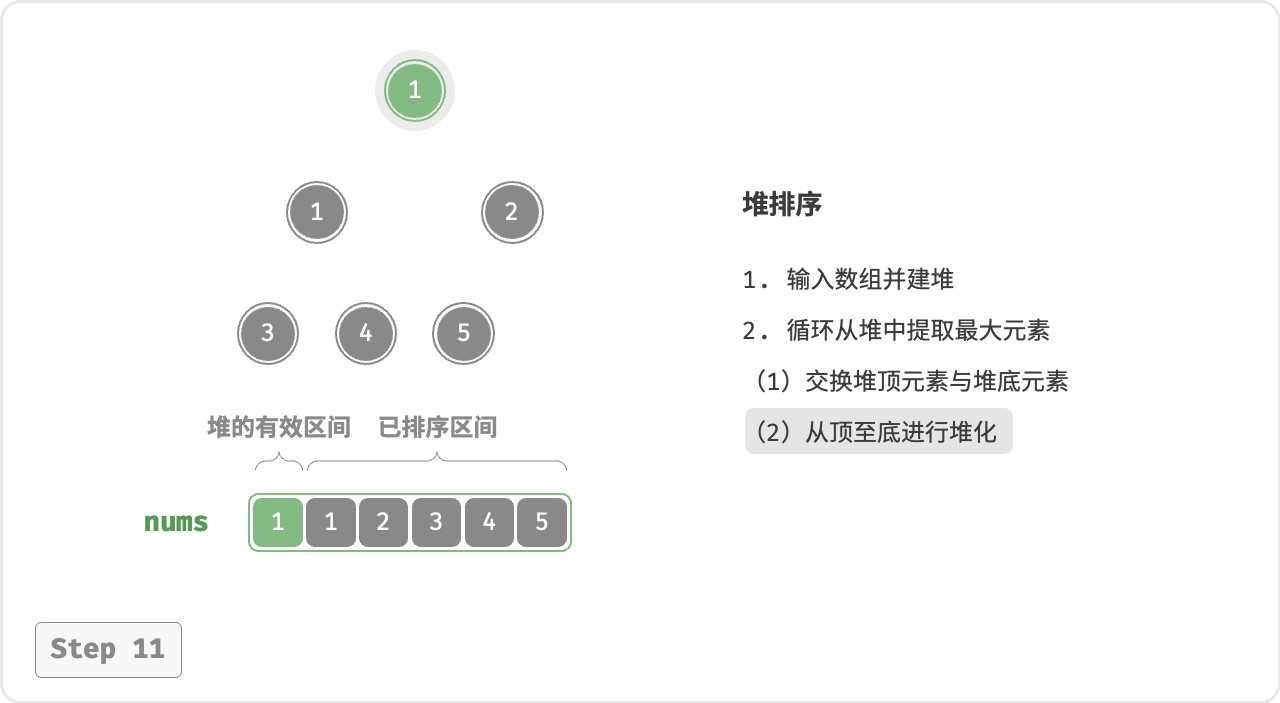 1
1 2
3 4 5
堆的有效区间 已排序区间
nums 1 1 2 3 4 5
Step 11
堆排序
1. 输入数组并建堆
2. 循环从堆中提取最大元素
（1）交换堆顶元素与堆底元素
（2）从顶至底进行堆化